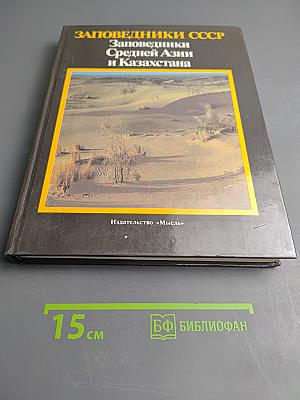 ЗАПОВЕДНИКИ СССР
Заповедники
Средней Азии
и Казахстана
Издательство «Мысль»
15 см
БФ БИБЛИОФАН